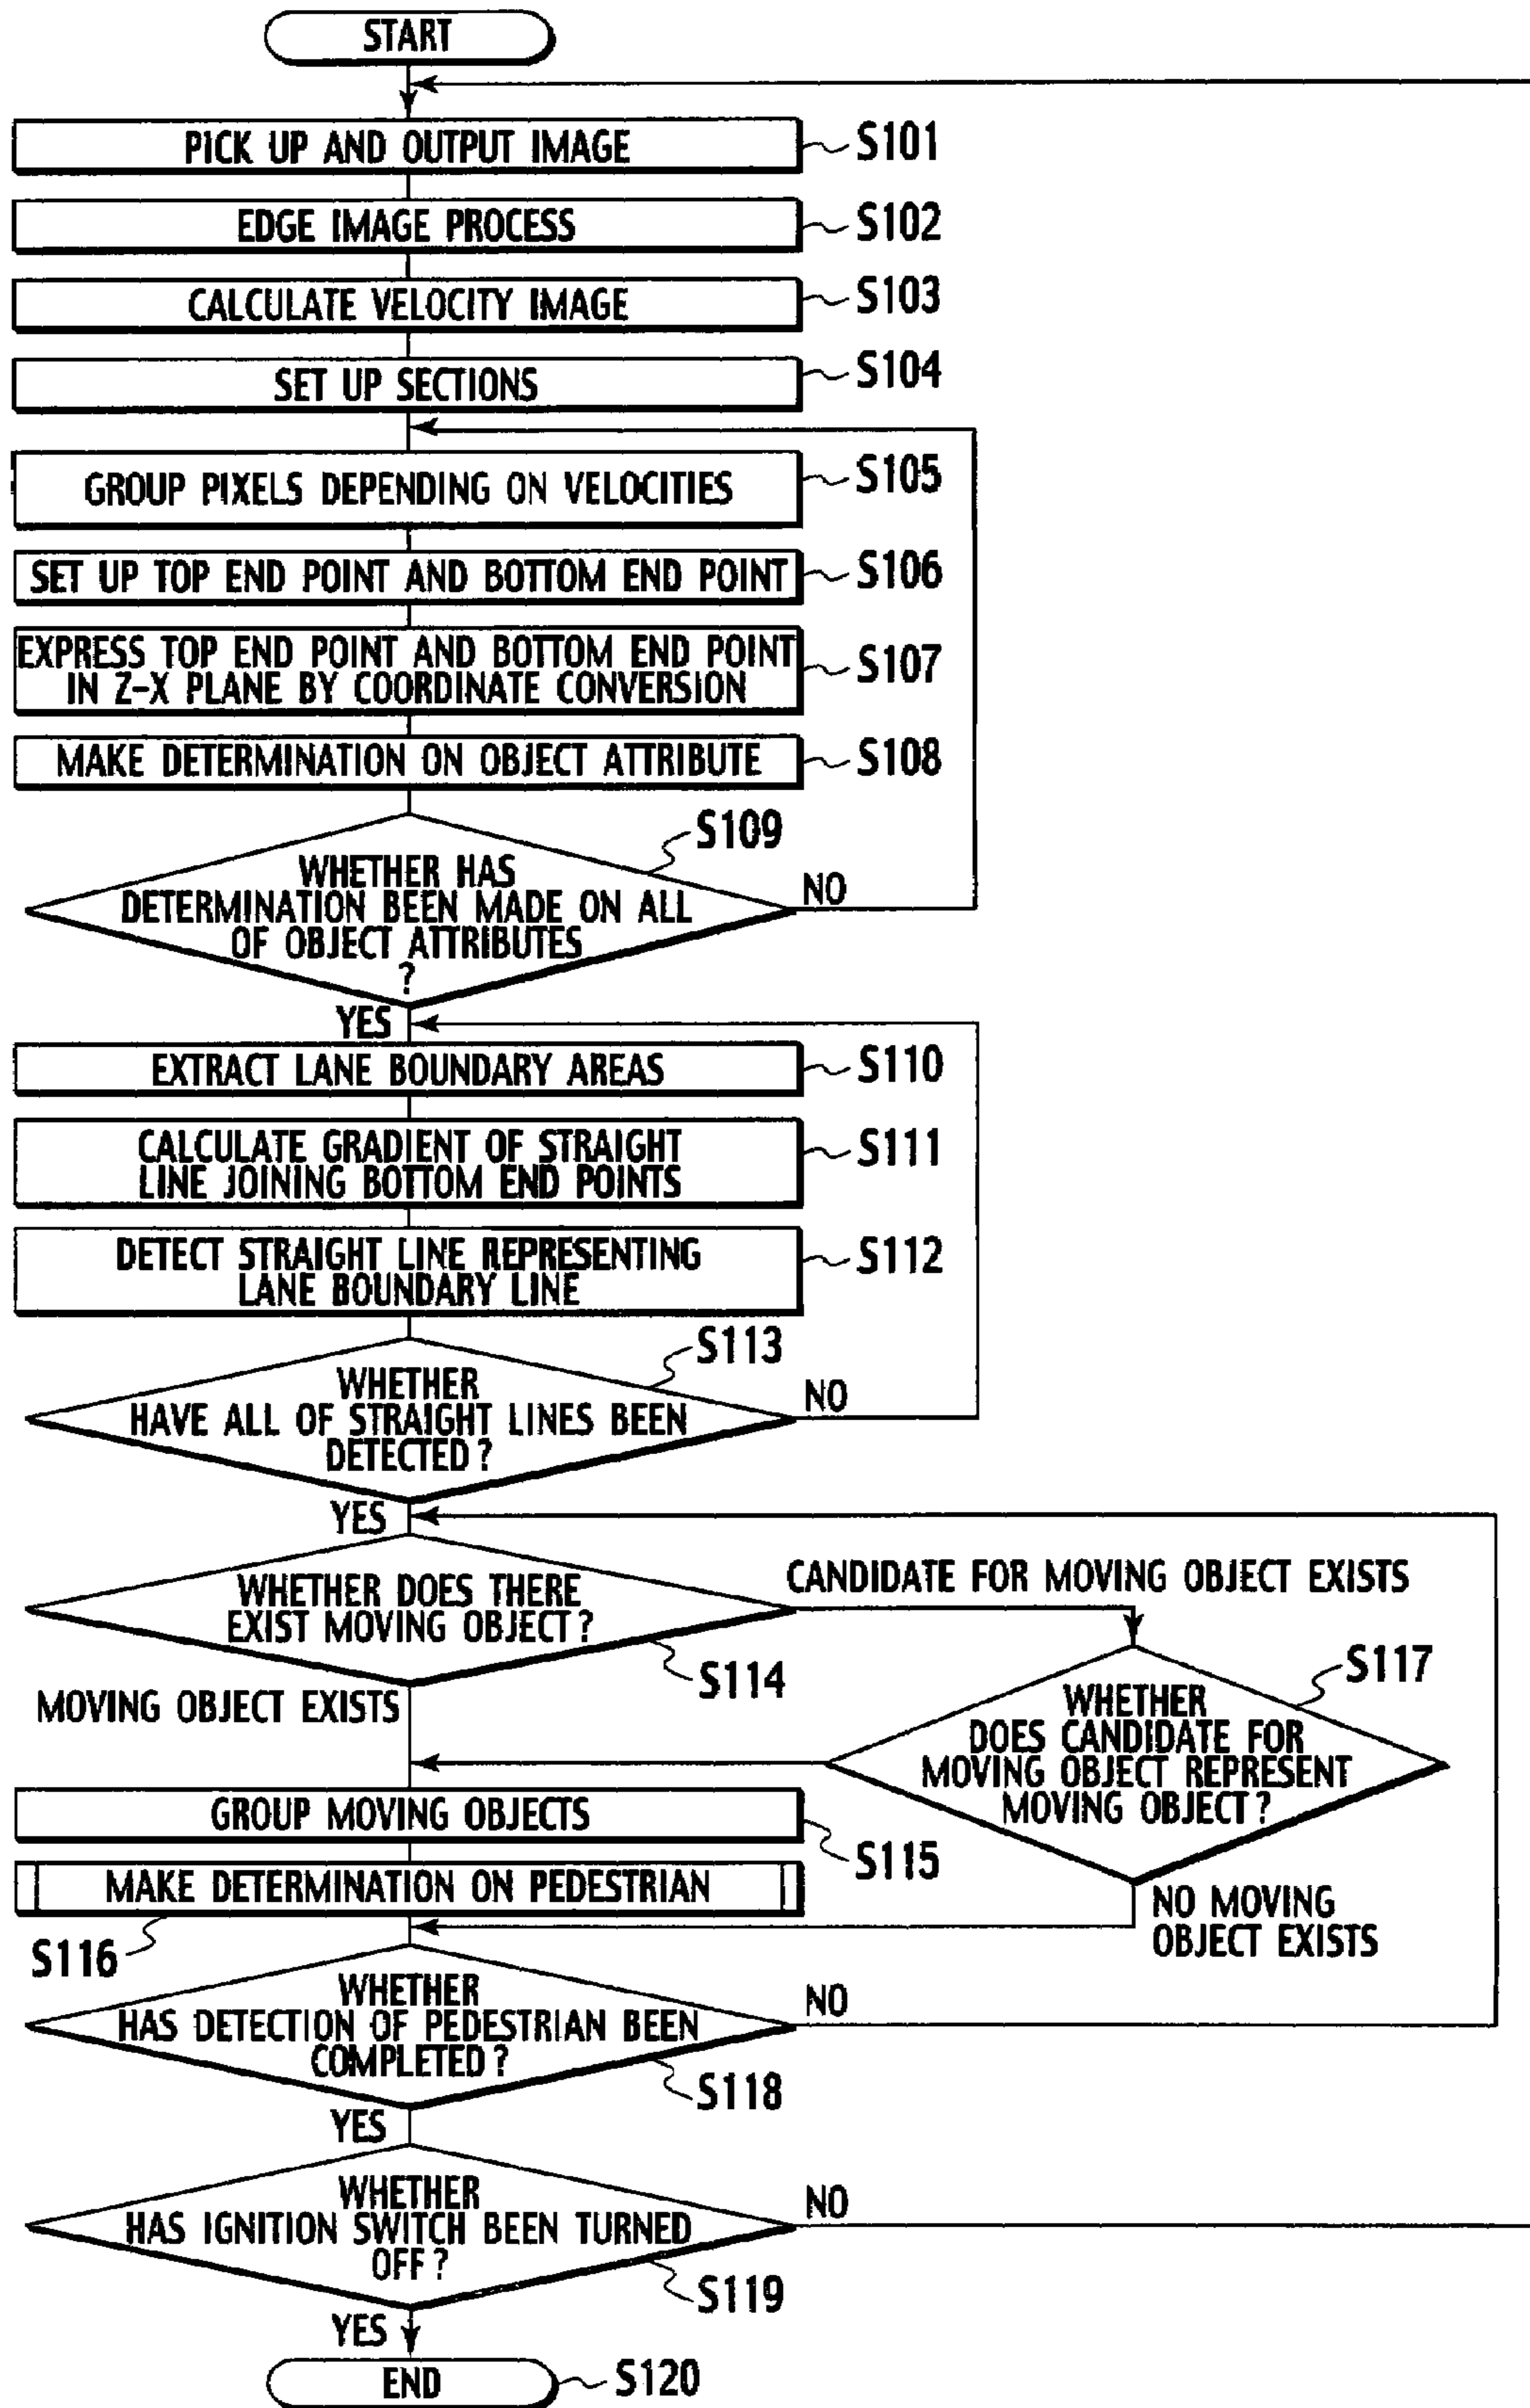 START
PICK UP AND OUTPUT IMAGE
S101
EDGE IMAGE PROCESS
S102
CALCULATE VELOCITY IMAGE
S103
SET UP SECTIONS
S104
GROUP PIXELS DEPENDING ON VELOCITIES
S105
SET UP TOP END POINT AND BOTTOM END POINT
S106
EXPRESS TOP END POINT AND BOTTOM END POINT
IN Z-X PLANE BY COORDINATE CONVERSION
S107
MAKE DETERMINATION ON OBJECT ATTRIBUTE
S108
S109
WHETHER HAS
DETERMINATION BEEN MADE ON ALL
OF OBJECT ATTRIBUTES
?
NO
YES
EXTRACT LANE BOUNDARY AREAS
S110
CALCULATE GRADIENT OF STRAIGHT
LINE JOINING BOTTOM END POINTS
S111
DETECT STRAIGHT LINE REPRESENTING
LANE BOUNDARY LINE
S112
S113
WHETHER
HAVE ALL OF STRAIGHT LINES BEEN
DETECTED?
NO
YES
WHETHER DOES THERE
EXIST MOVING OBJECT?
S114
CANDIDATE FOR MOVING OBJECT EXISTS
MOVING OBJECT EXISTS
S117
WHETHER
DOES CANDIDATE FOR
MOVING OBJECT REPRESENT
MOVING OBJECT?
GROUP MOVING OBJECTS
S115
MAKE DETERMINATION ON PEDESTRIAN
S116
NO MOVING
OBJECT EXISTS
WHETHER
HAS DETECTION OF PEDESTRIAN BEEN
COMPLETED?
NO
S118
YES
WHETHER
HAS IGNITION SWITCH BEEN TURNED
OFF?
NO
S119
YES
END
S120